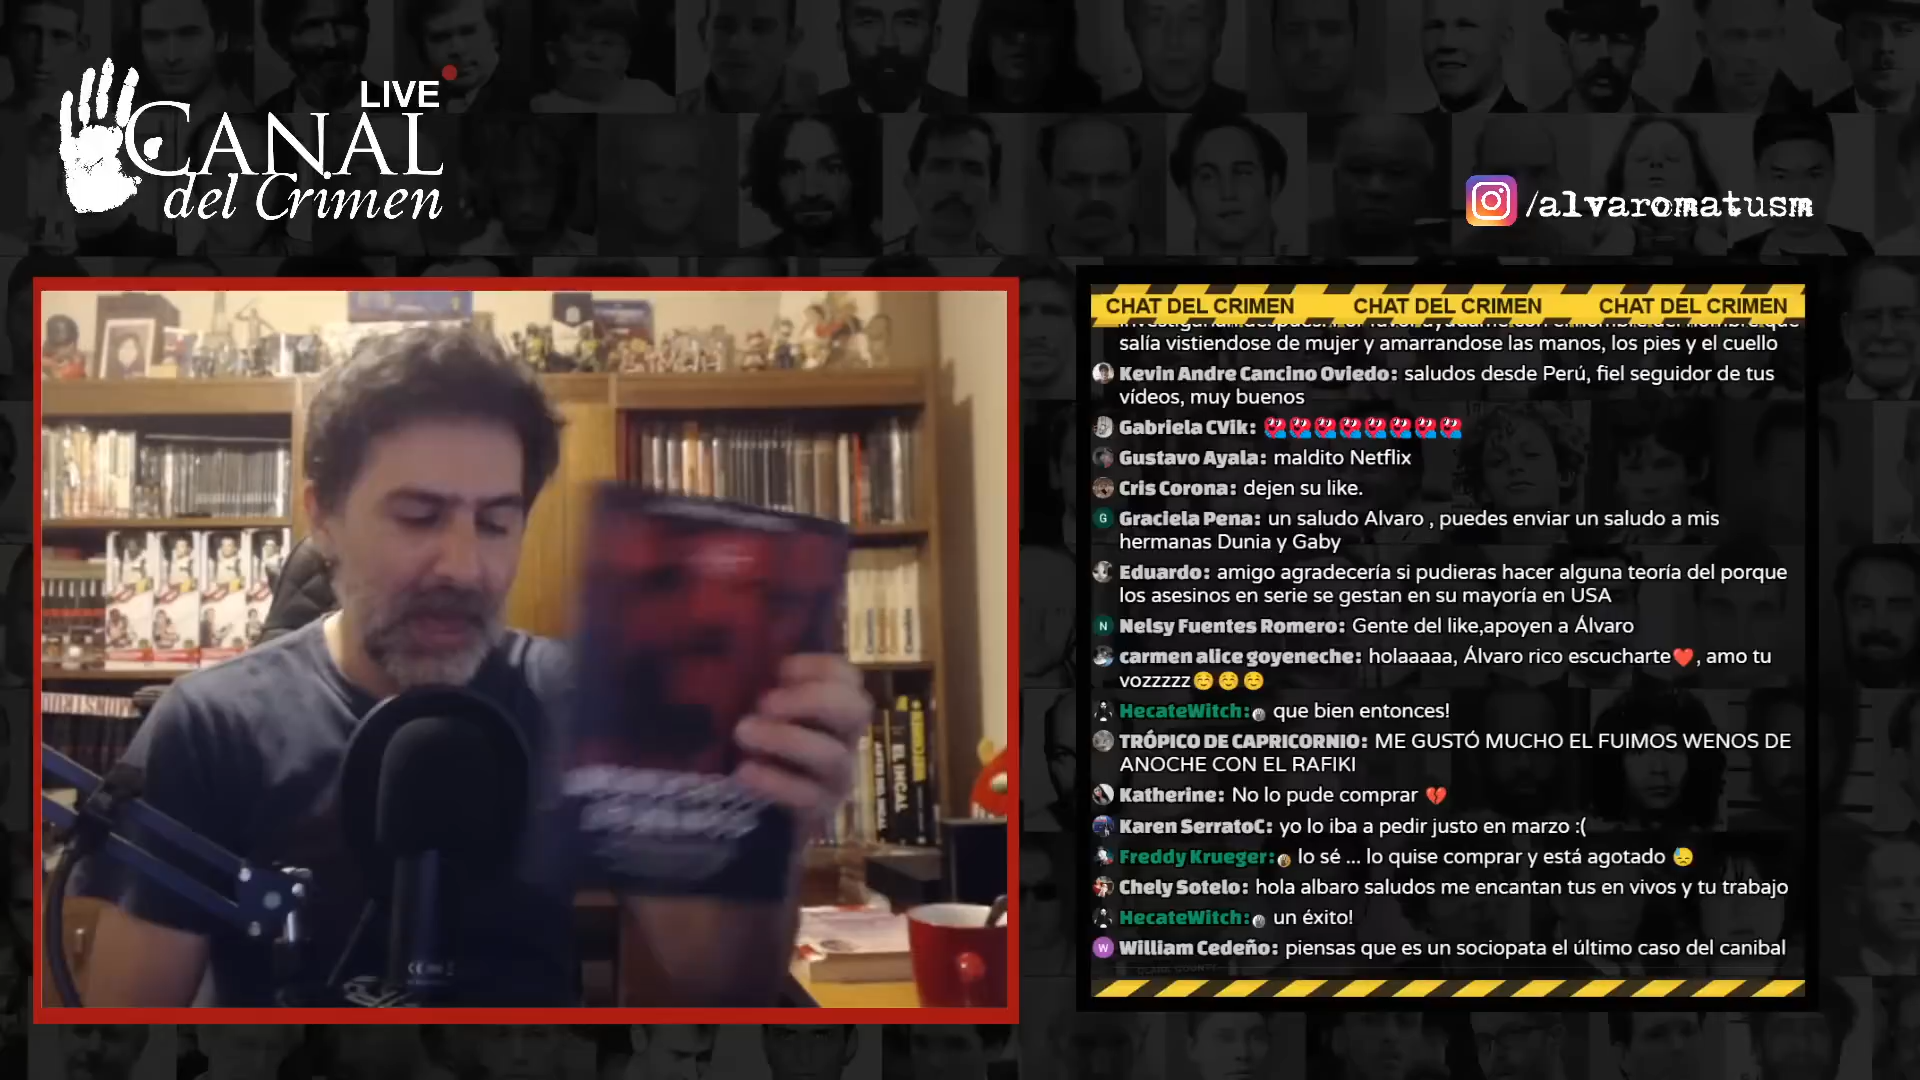 LIVE
CANAL
del Crimen
/alvaromatusm
CHAT DEL CRIMEN CHAT DEL CRIMEN CHAT DEL CRIMEN
salía vistiendose de mujer y amarrandose las manos, los pies y el cuello
Kevin Andre Cancino Oviedo: saludos desde Perú, fiel seguidor de tus
vídeos, muy buenos
Gabriela CVik:
Gustavo Ayala: maldito Netflix
Cris Corona: dejen su like.
G Graciela Pena: un saludo Alvaro , puedes enviar un saludo a mis
hermanas Dunia y Gaby
Eduardo: amigo agradecería si pudieras hacer alguna teoría del porque
los asesinos en serie se gestan en su mayoría en USA
N Nelsy Fuentes Romero: Gente del like,apoyen a Álvaro
carmen alice goyeneche: holaaaaa, Álvaro rico escucharte❤️, amo tu
vozzzzz☺️☺️☺️
HecateWitch: que bien entonces!
TRÓPICO DE CAPRICORNIO: ME GUSTÓ MUCHO EL FUIMOS WENOS DE
ANOCHE CON EL RAFIKI
Katherine: No lo pude comprar 💔
Karen SerratoC: yo lo iba a pedir justo en marzo :(
Freddy Krueger: lo sé ... lo quise comprar y está agotado 😓
Chely Sotelo: hola albaro saludos me encantan tus en vivos y tu trabajo
HecateWitch: un éxito!
W William Cedeño: piensas que es un sociopata el último caso del canibal
EL INCAL